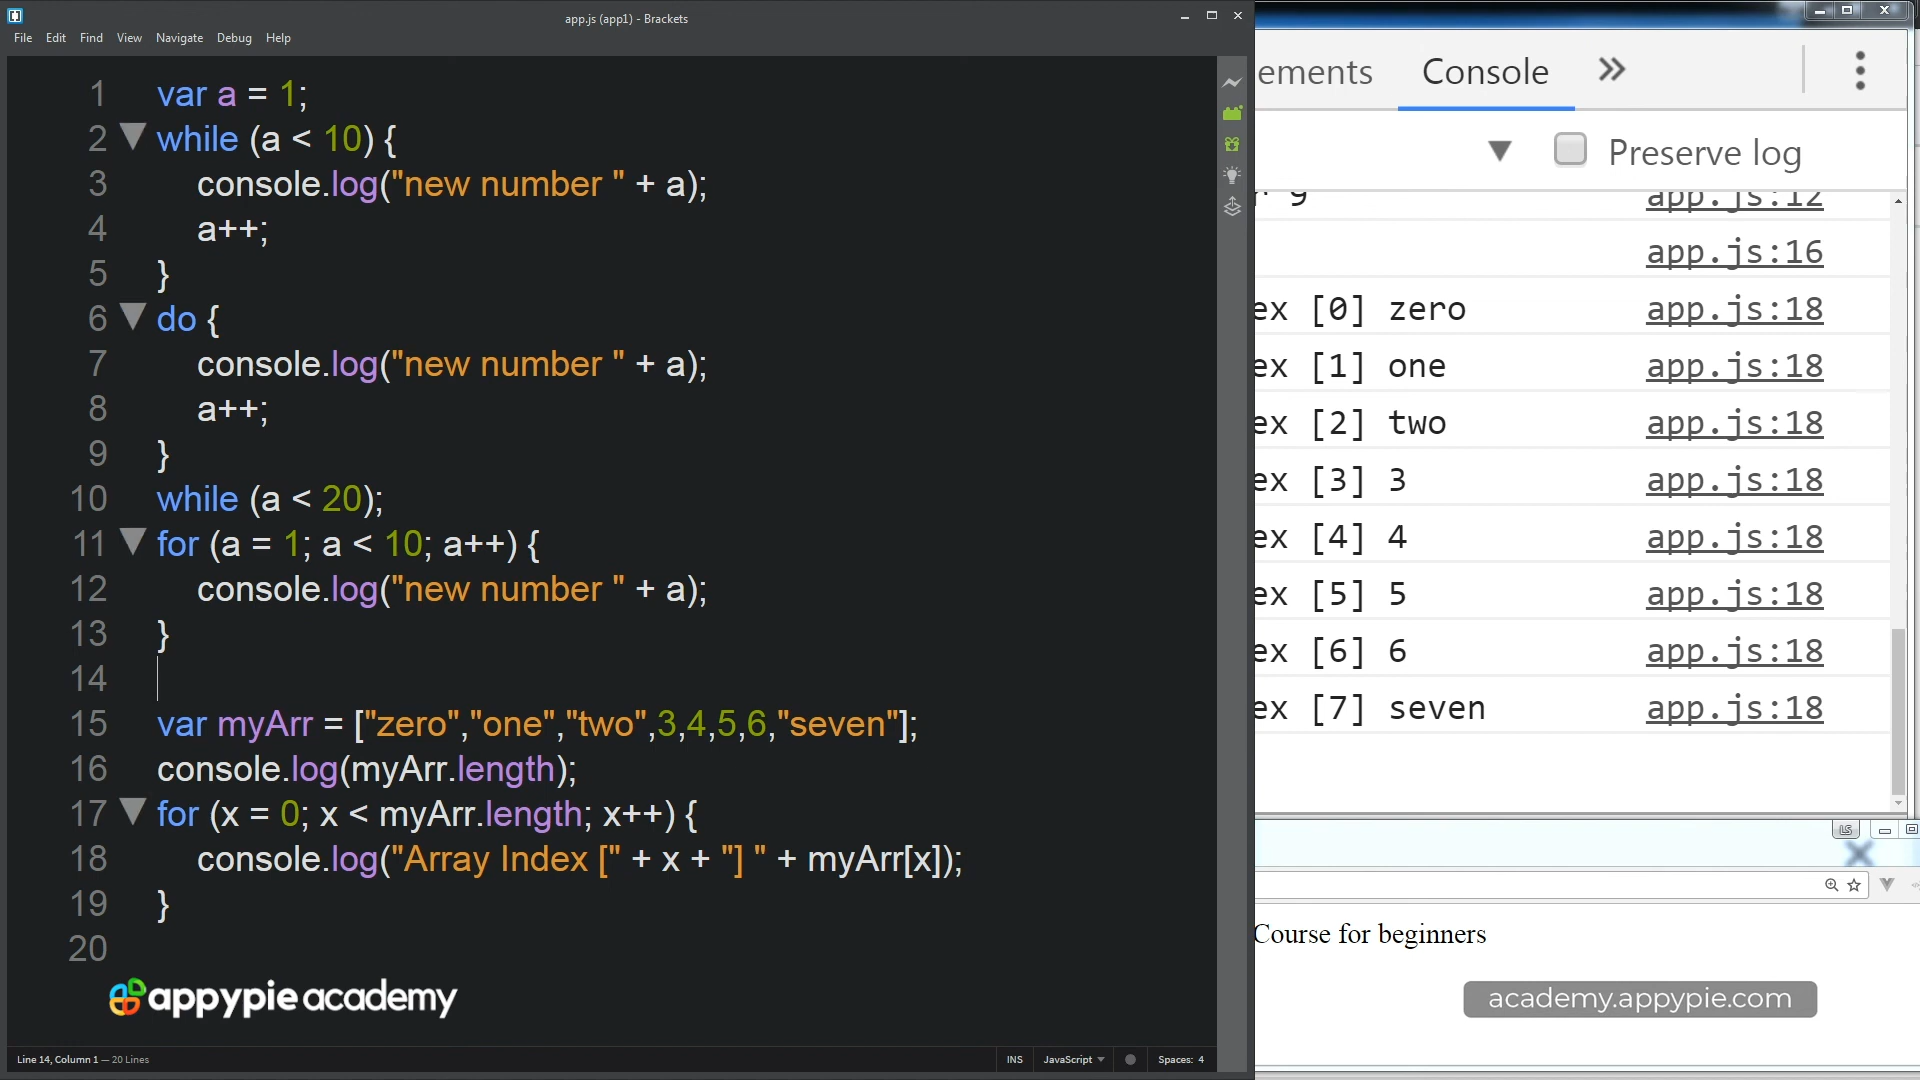 app.js (app1) - Brackets
File Edit Find View Navigate Debug Help
1 var a = 1;
2 while (a < 10) {
3 console.log("new number " + a);
4 a++;
5 }
6 do {
7 console.log("new number " + a);
8 a++;
9 }
10 while (a < 20);
11 for (a = 1; a < 10; a++) {
12 console.log("new number " + a);
13 }
14
15 var myArr = ["zero","one","two",3,4,5,6,"seven"];
16 console.log(myArr.length);
17 for (x = 0; x < myArr.length; x++) {
18 console.log("Array Index [" + x + "] " + myArr[x]);
19 }
20
appypie academy
Line 14, Column 1 — 20 Lines
INS JavaScript Spaces: 4
ements Console
Preserve log
r 9 app.js:12
app.js:16
ex [0] zero app.js:18
ex [1] one app.js:18
ex [2] two app.js:18
ex [3] 3 app.js:18
ex [4] 4 app.js:18
ex [5] 5 app.js:18
ex [6] 6 app.js:18
ex [7] seven app.js:18
LS
Course for beginners
academy.appypie.com